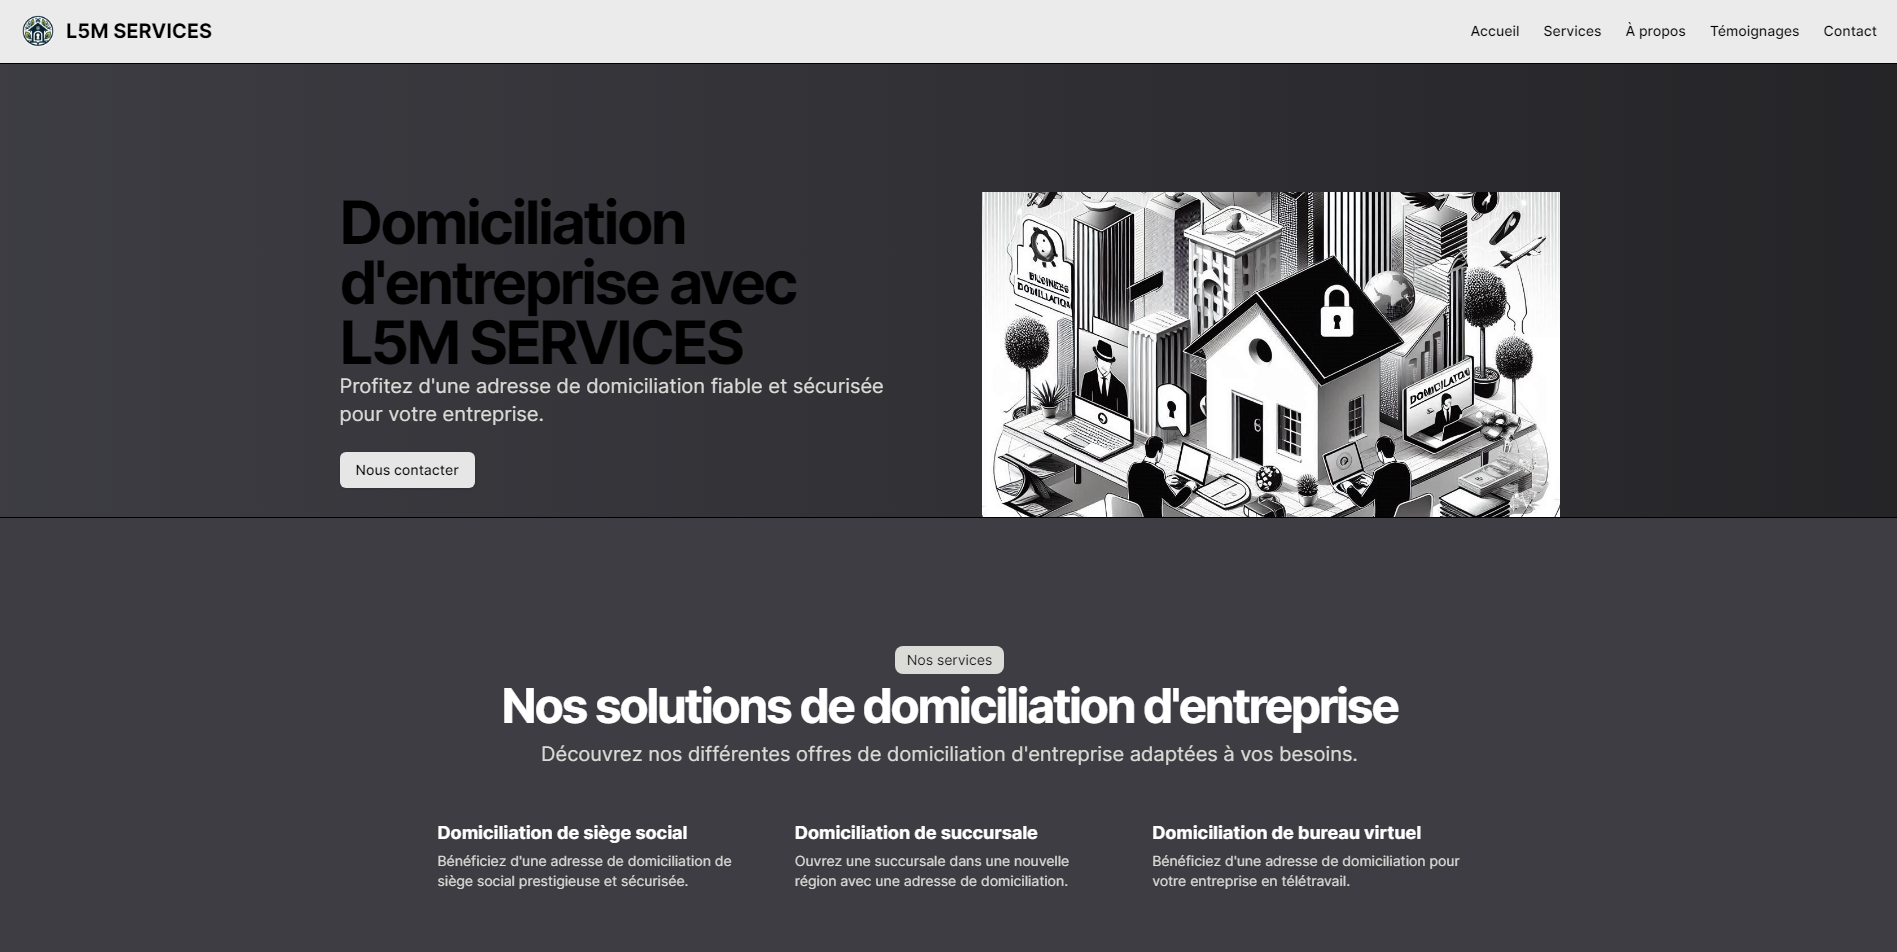 L5M SERVICES
Accueil Services À propos Témoignages Contact
Domiciliation
d'entreprise avec
L5M SERVICES
Profitez d'une adresse de domiciliation fiable et sécurisée
pour votre entreprise.
Nous contacter
BUSINESS
Nos services
Nos solutions de domiciliation d'entreprise
Découvrez nos différentes offres de domiciliation d'entreprise adaptées à vos besoins.
Domiciliation de siège social
Bénéficiez d'une adresse de domiciliation de
siège social prestigieuse et sécurisée.
Domiciliation de succursale
Ouvrez une succursale dans une nouvelle
région avec une adresse de domiciliation.
Domiciliation de bureau virtuel
Bénéficiez d'une adresse de domiciliation pour
votre entreprise en télétravail.